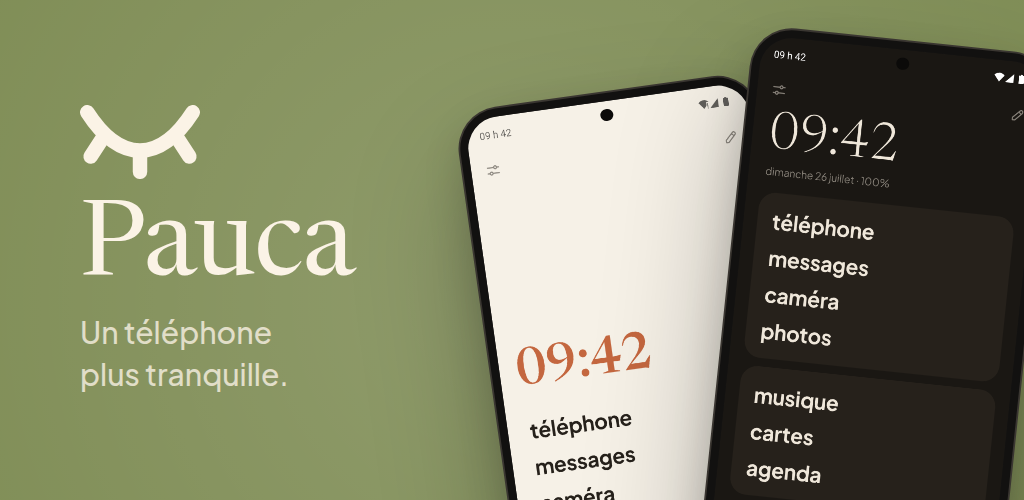 Pauca
Un téléphone
plus tranquille.
09 h 42
09:42
téléphone
messages
caméra
09 h 42
09:42
dimanche 26 juillet · 100%
téléphone
messages
caméra
photos
musique
cartes
agenda